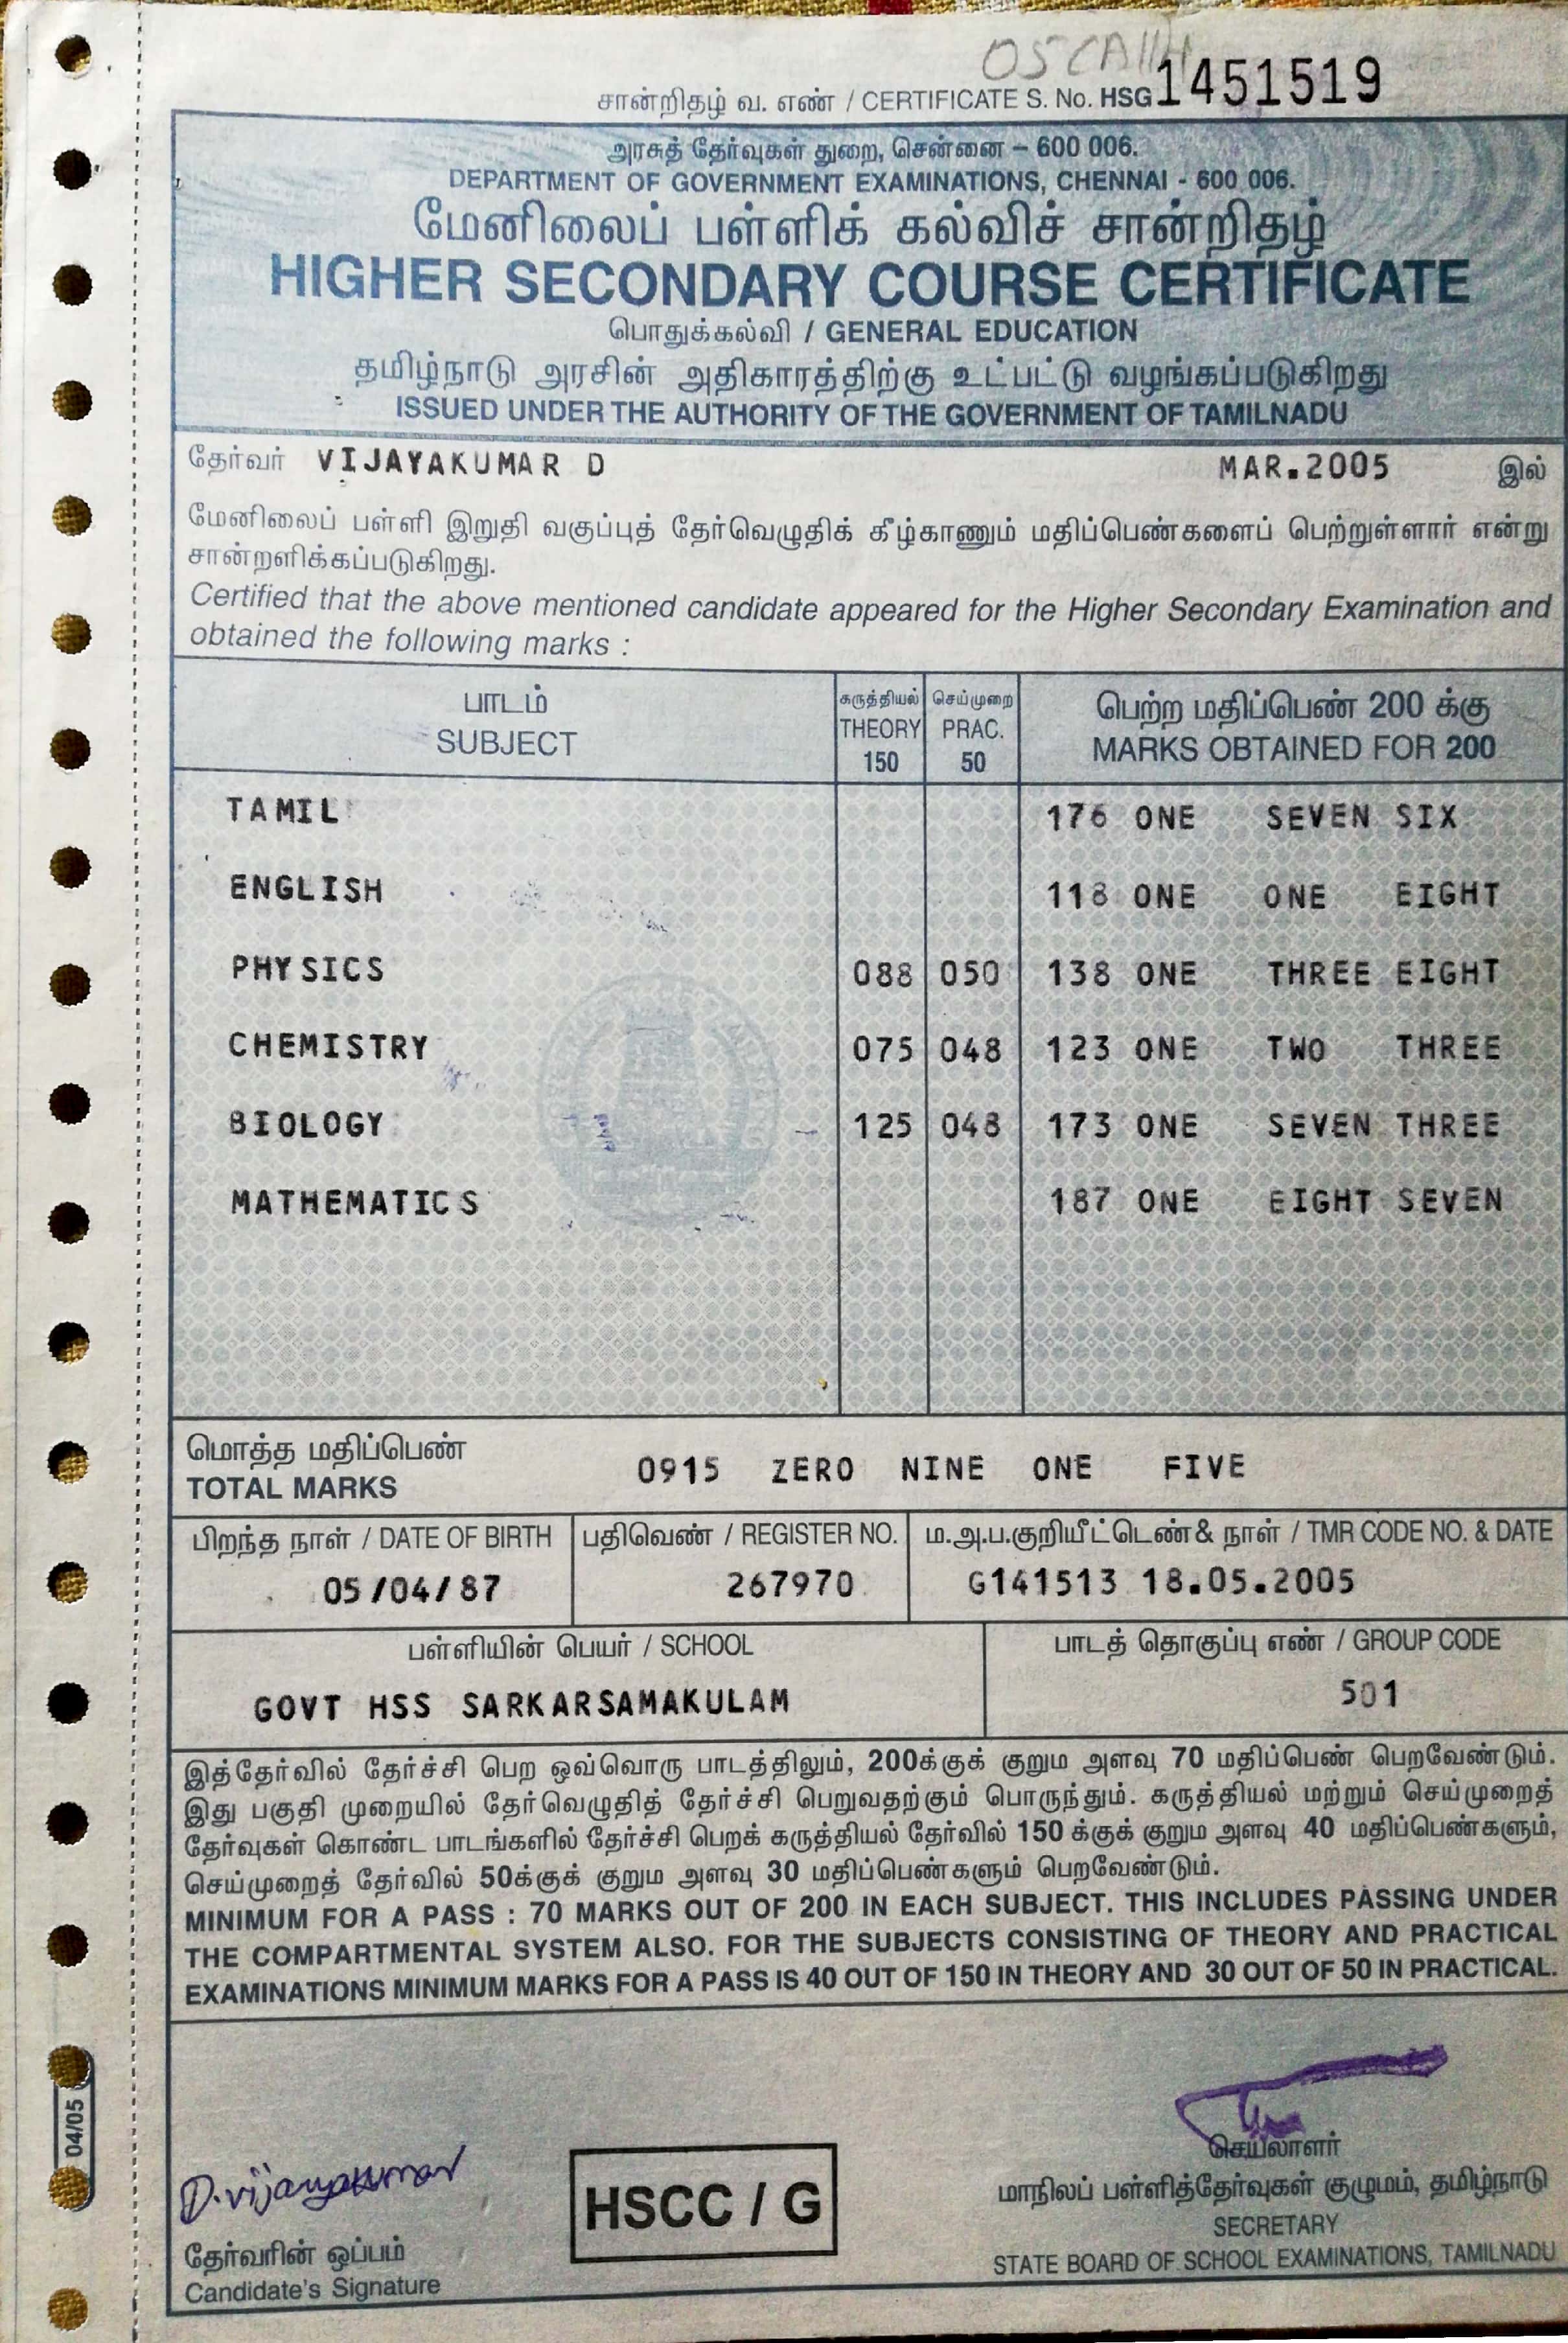 05CA114
சான்றிதழ் வ. எண் / CERTIFICATE S. No. HSG 1451519
அரசுத் தேர்வுகள் துறை, சென்னை – 600 006.
DEPARTMENT OF GOVERNMENT EXAMINATIONS, CHENNAI - 600 006.
மேனிலைப் பள்ளிக் கல்விச் சான்றிதழ்
HIGHER SECONDARY COURSE CERTIFICATE
பொதுக்கல்வி / GENERAL EDUCATION
தமிழ்நாடு அரசின் அதிகாரத்திற்கு உட்பட்டு வழங்கப்படுகிறது
ISSUED UNDER THE AUTHORITY OF THE GOVERNMENT OF TAMILNADU
தேர்வர் VIJAYAKUMAR D MAR.2005 இல்
மேனிலைப் பள்ளி இறுதி வகுப்புத் தேர்வெழுதிக் கீழ்காணும் மதிப்பெண்களைப் பெற்றுள்ளார் என்று
சான்றளிக்கப்படுகிறது.
Certified that the above mentioned candidate appeared for the Higher Secondary Examination and
obtained the following marks :
பாடம் கருத்தியல் செய்முறை பெற்ற மதிப்பெண் 200 க்கு
SUBJECT THEORY PRAC. MARKS OBTAINED FOR 200
150 50
TAMIL 176 ONE SEVEN SIX
ENGLISH 118 ONE ONE EIGHT
PHYSICS 088 050 138 ONE THREE EIGHT
CHEMISTRY 075 048 123 ONE TWO THREE
BIOLOGY 125 048 173 ONE SEVEN THREE
MATHEMATICS 187 ONE EIGHT SEVEN
மொத்த மதிப்பெண்
TOTAL MARKS 0915 ZERO NINE ONE FIVE
பிறந்த நாள் / DATE OF BIRTH பதிவெண் / REGISTER NO. ம.அ.ப.குறியீட்டெண் & நாள் / TMR CODE NO. & DATE
05/04/87 267970 G141513 18.05.2005
பள்ளியின் பெயர் / SCHOOL பாடத் தொகுப்பு எண் / GROUP CODE
GOVT HSS SARKARSAMAKULAM 501
இத்தேர்வில் தேர்ச்சி பெற ஒவ்வொரு பாடத்திலும், 200க்குக் குறும அளவு 70 மதிப்பெண் பெறவேண்டும்.
இது பகுதி முறையில் தேர்வெழுதித் தேர்ச்சி பெறுவதற்கும் பொருந்தும். கருத்தியல் மற்றும் செய்முறைத்
தேர்வுகள் கொண்ட பாடங்களில் தேர்ச்சி பெறக் கருத்தியல் தேர்வில் 150 க்குக் குறும அளவு 40 மதிப்பெண்களும்,
செய்முறைத் தேர்வில் 50க்குக் குறும அளவு 30 மதிப்பெண்களும் பெறவேண்டும்.
MINIMUM FOR A PASS : 70 MARKS OUT OF 200 IN EACH SUBJECT. THIS INCLUDES PASSING UNDER
THE COMPARTMENTAL SYSTEM ALSO. FOR THE SUBJECTS CONSISTING OF THEORY AND PRACTICAL
EXAMINATIONS MINIMUM MARKS FOR A PASS IS 40 OUT OF 150 IN THEORY AND 30 OUT OF 50 IN PRACTICAL.
04/05
D.vijayakumar
HSCC / G
செயலாளர்
மாநிலப் பள்ளித்தேர்வுகள் குழுமம், தமிழ்நாடு
SECRETARY
STATE BOARD OF SCHOOL EXAMINATIONS, TAMILNADU
தேர்வரின் ஒப்பம்
Candidate's Signature